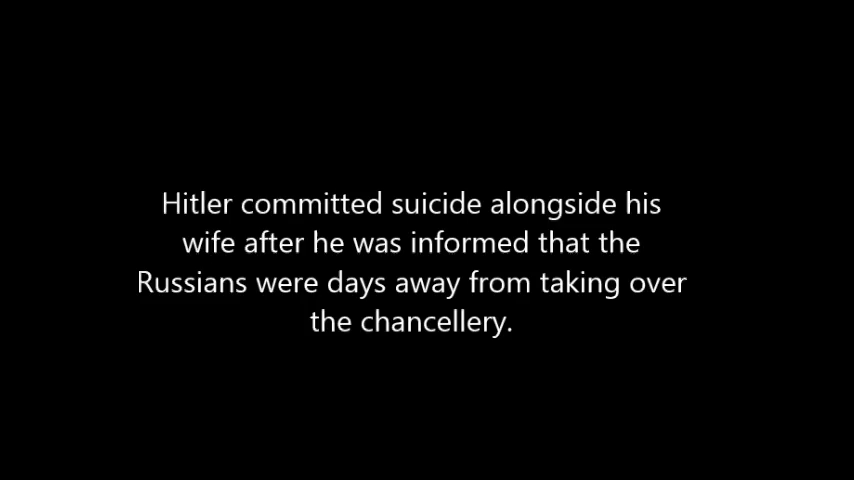 Hitler committed suicide alongside his
wife after he was informed that the
Russians were days away from taking over
the chancellery.